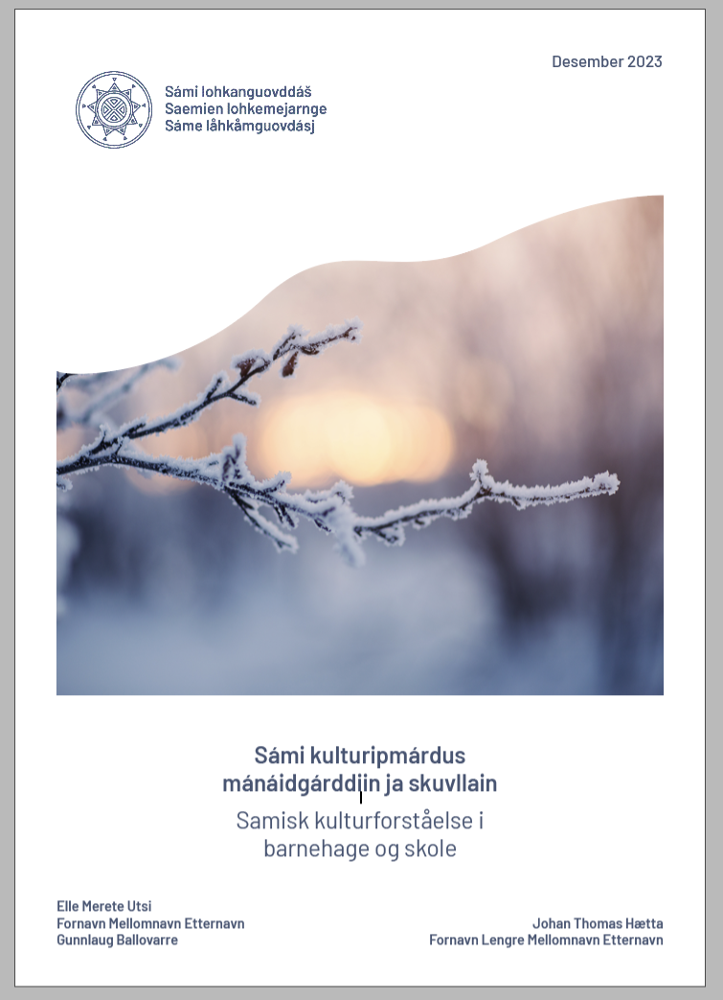 Desember 2023
Sámi lohkanguovddáš
Saemien lohkemejarnge
Sáme låhkåmguovdásj
Sámi kulturipmárdus
mánáidgárddiin ja skuvllain
Samisk kulturforståelse i
barnehage og skole
Elle Merete Utsi
Fornavn Mellomnavn Etternavn
Gunnlaug Ballovarre
Johan Thomas Hætta
Fornavn Lengre Mellomnavn Etternavn